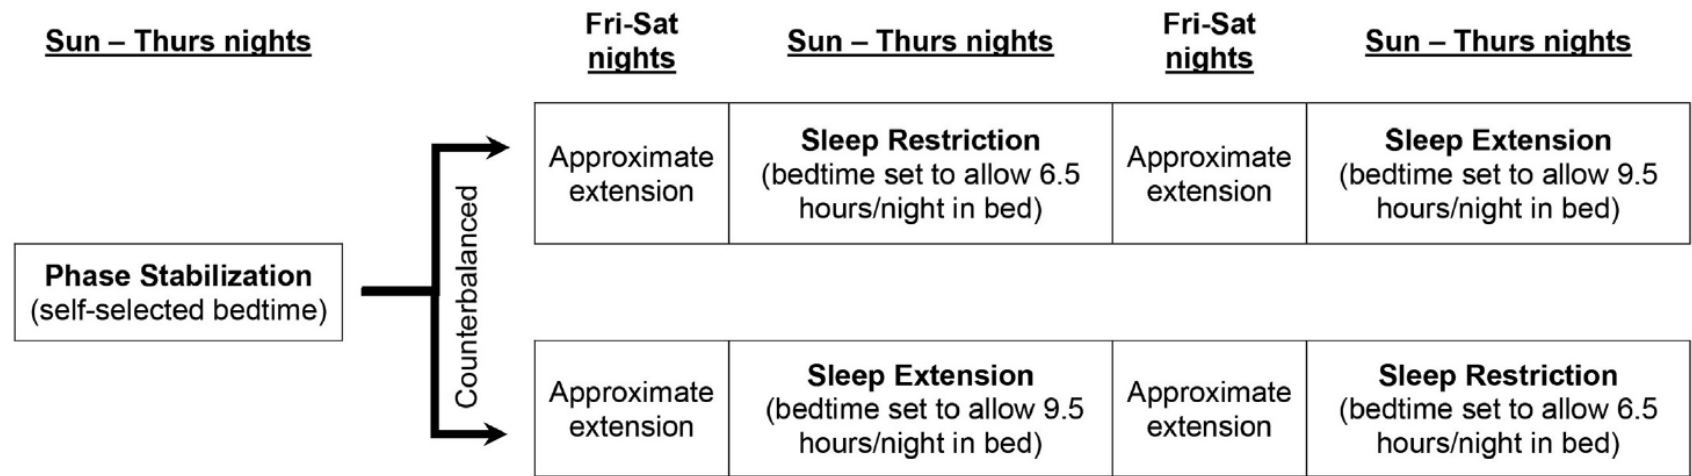 Sun – Thurs nights
Fri-Sat
nights
Sun – Thurs nights
Fri-Sat
nights
Sun – Thurs nights
Phase Stabilization
(self-selected bedtime)
Counterbalanced
Approximate
extension
Sleep Restriction
(bedtime set to allow 6.5
hours/night in bed)
Approximate
extension
Sleep Extension
(bedtime set to allow 9.5
hours/night in bed)
Approximate
extension
Sleep Extension
(bedtime set to allow 9.5
hours/night in bed)
Approximate
extension
Sleep Restriction
(bedtime set to allow 6.5
hours/night in bed)